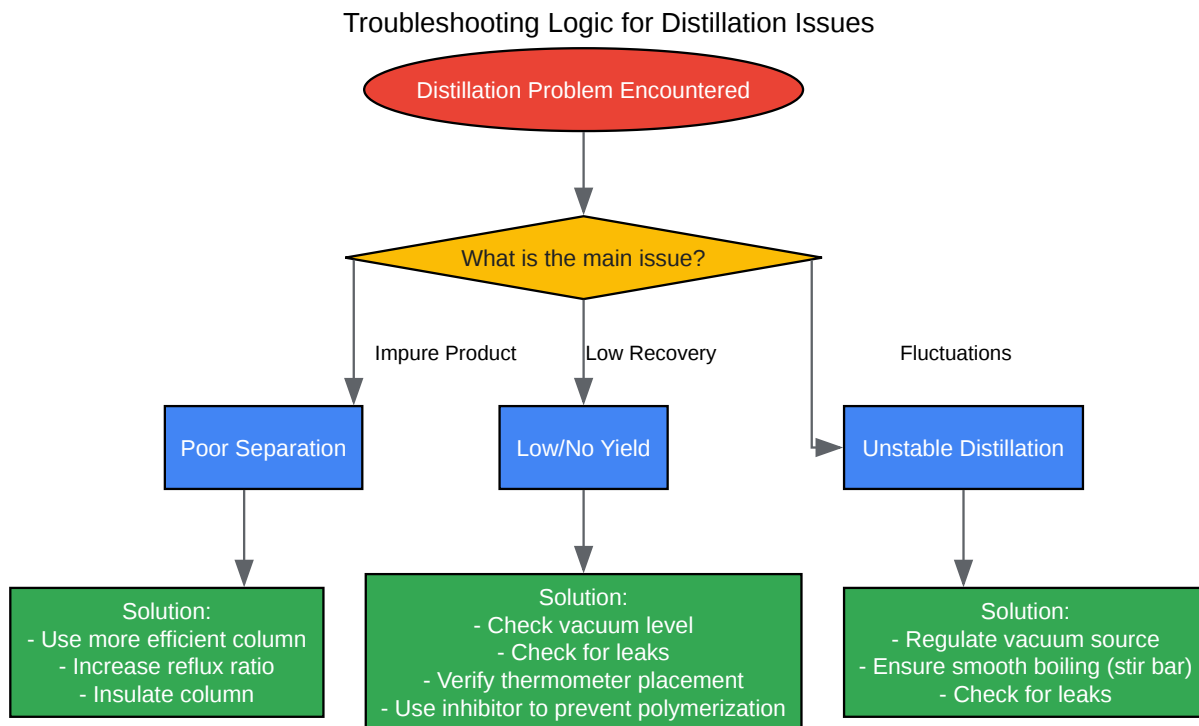 Troubleshooting Logic for Distillation Issues
Distillation Problem Encountered
What is the main issue?
Impure Product
Low Recovery
Fluctuations
Poor Separation
Low/No Yield
Unstable Distillation
Solution:
- Use more efficient column
- Increase reflux ratio
- Insulate column
Solution:
- Check vacuum level
- Check for leaks
- Verify thermometer placement
- Use inhibitor to prevent polymerization
Solution:
- Regulate vacuum source
- Ensure smooth boiling (stir bar)
- Check for leaks